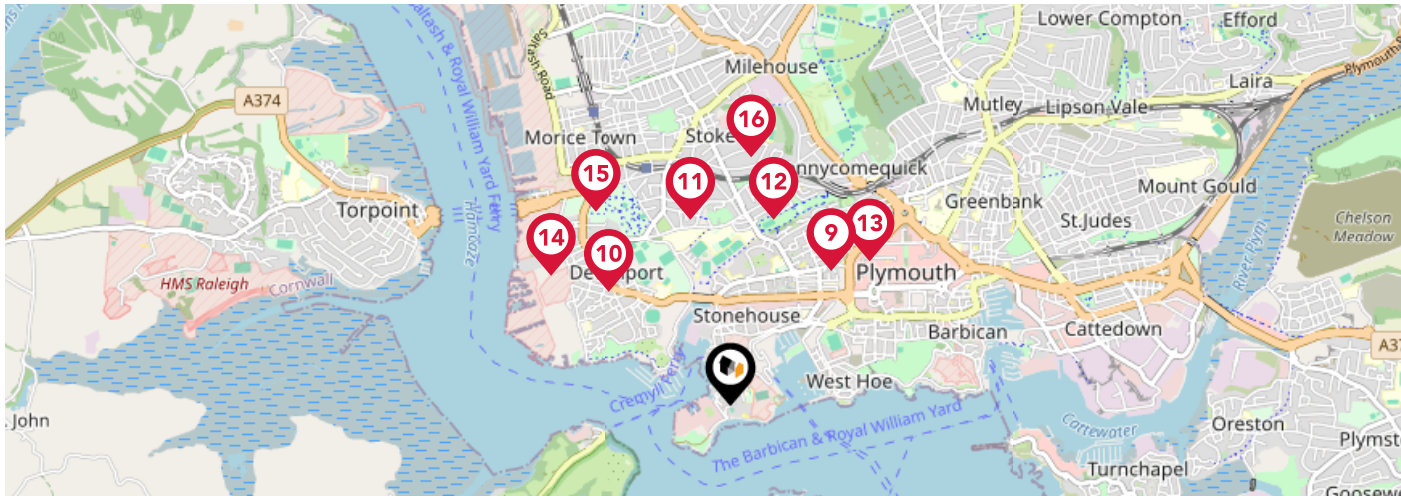 Lower Compton
Efford
Saltash & Royal William Yard Ferry
Saltash Road
Milehouse
Laira
A374
Mutley
Lipson Vale
16
Morice Town
Stoke
15
11
12
nnycomequick
Mount Gould
Torpoint
Hamoaze
Greenbank
St.Judes
Chelson
Meadow
14
10
9
13
River Plym
HMS Raleigh
Cornwall
Plymouth
Stonehouse
Barbican
Cattedown
A37
Cremyll Ferry
West Hoe
The Barbican & Royal William Yard
Cattewater
John
Oreston
Plymst
Turnchapel
Goosew